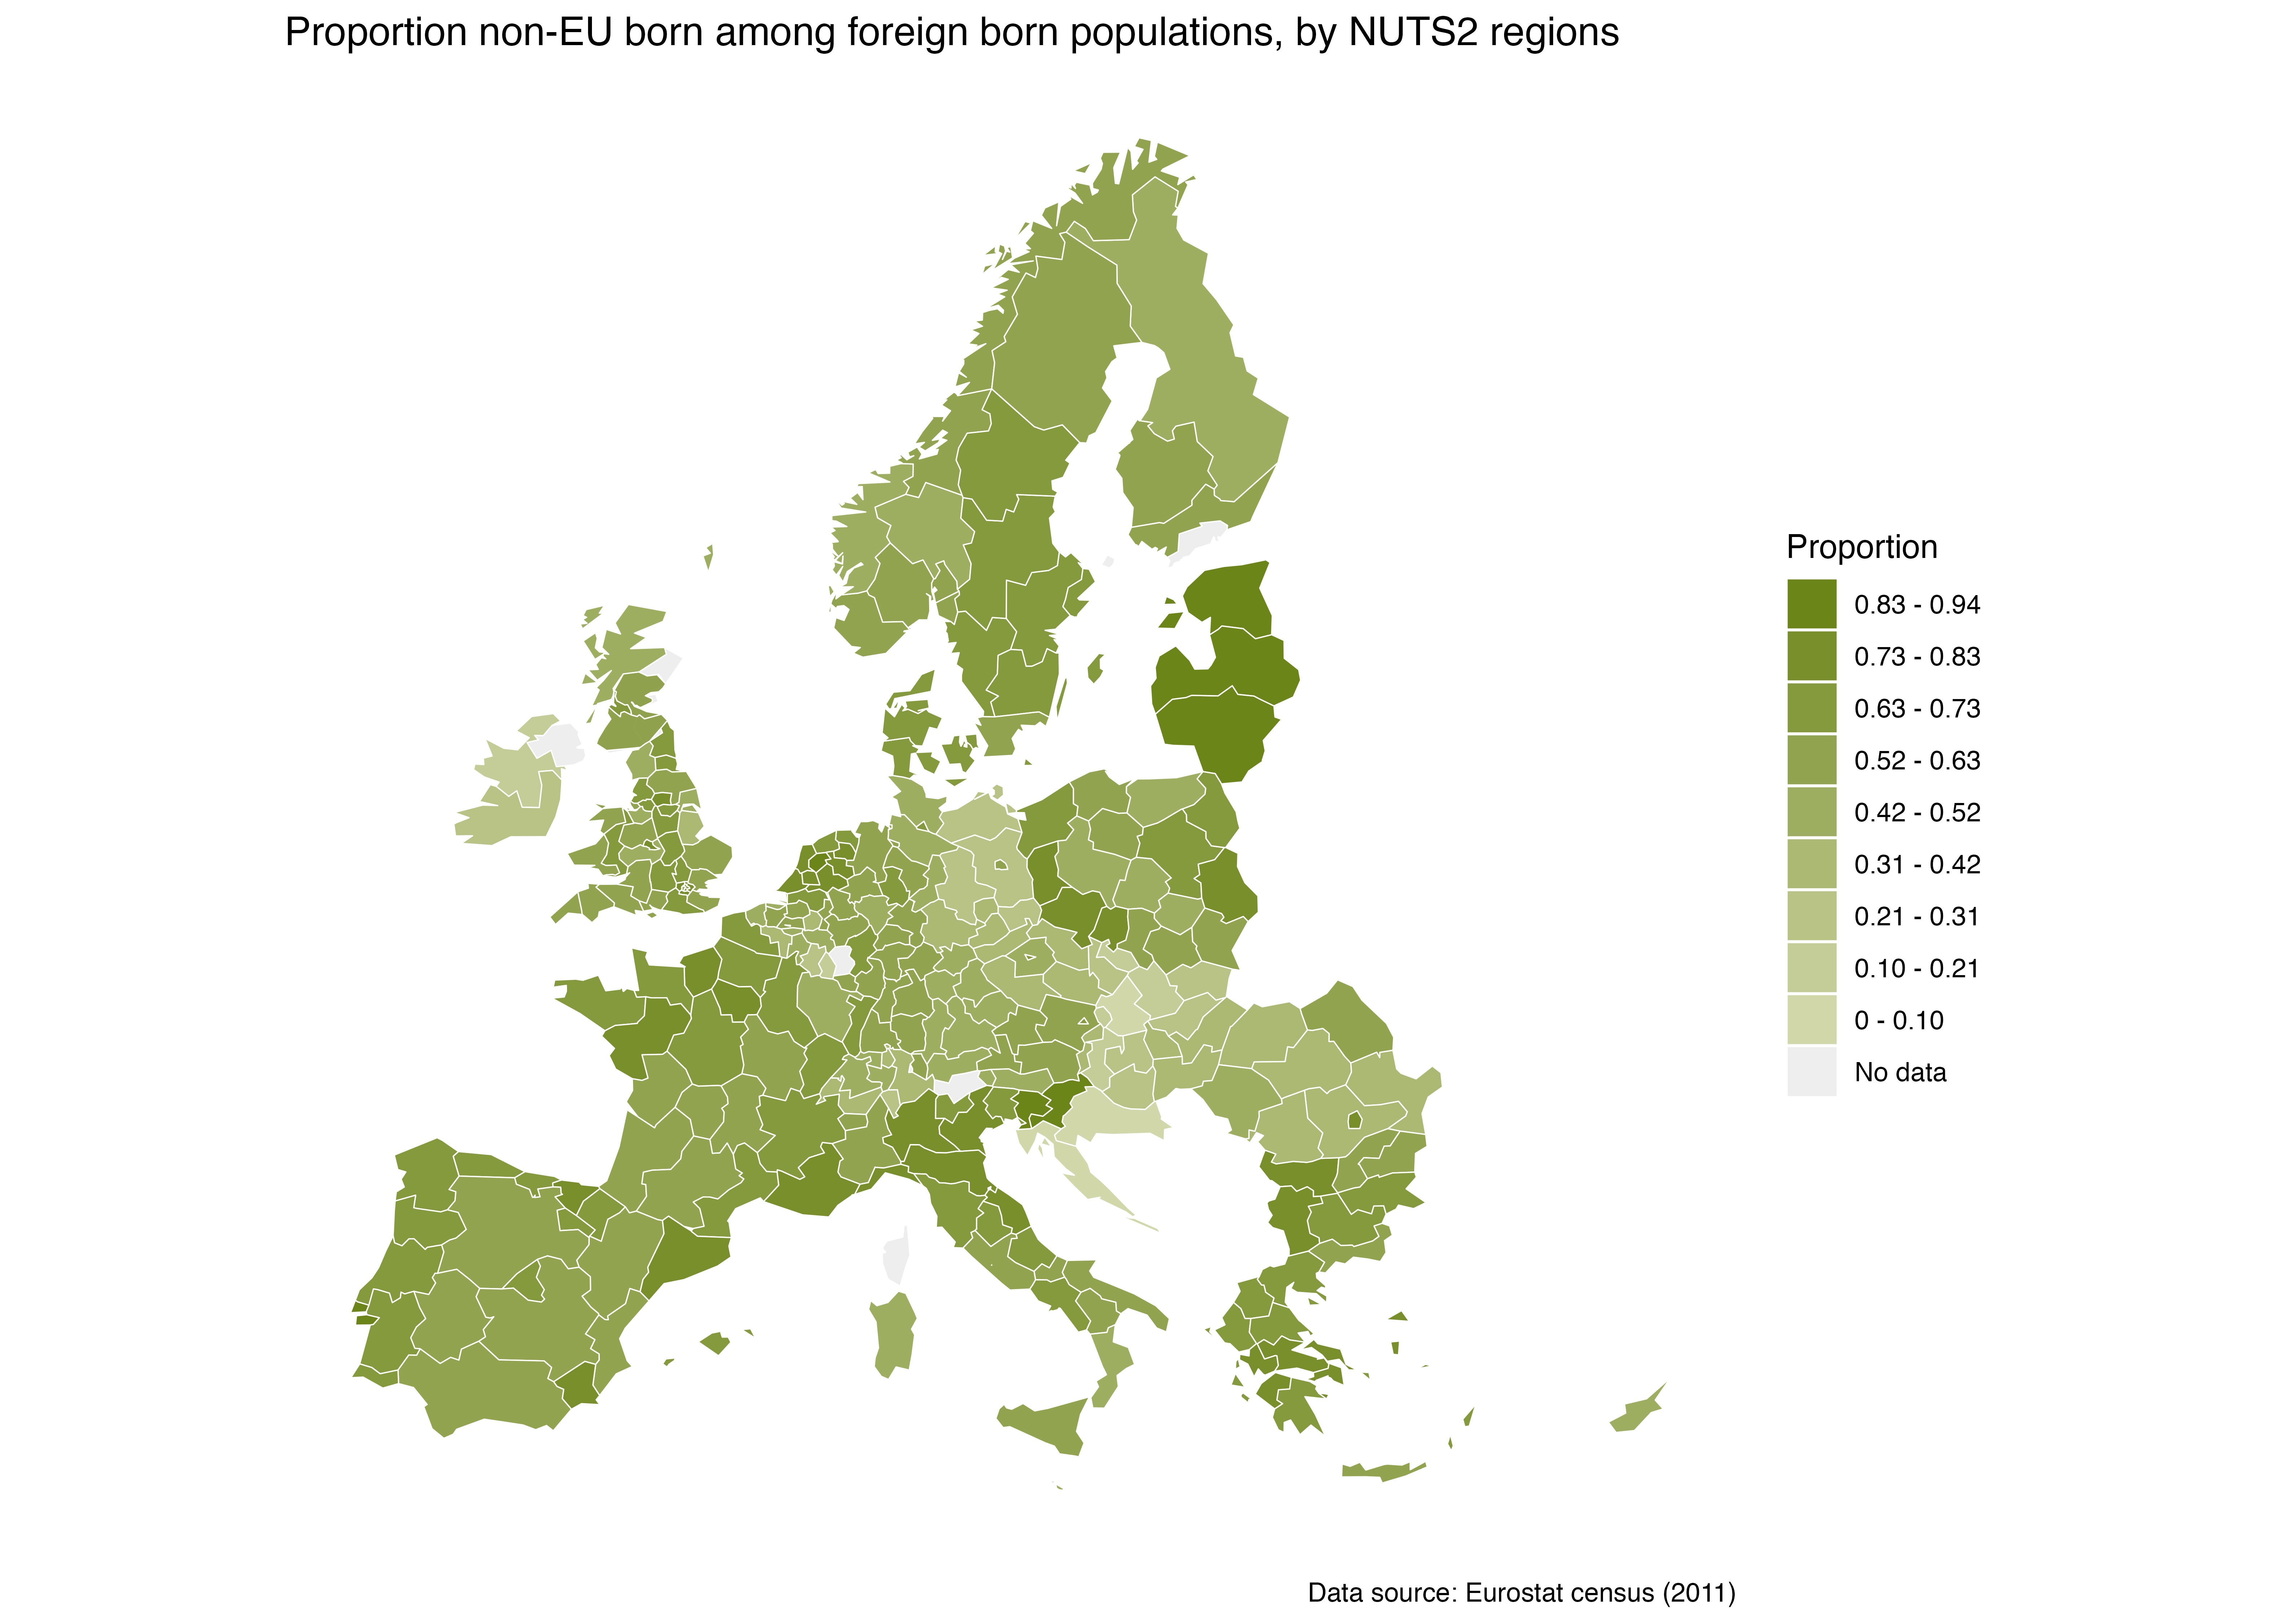 Proportion non-EU born among foreign born populations, by NUTS2 regions
Proportion
0.83 - 0.94
0.73 - 0.83
0.63 - 0.73
0.52 - 0.63
0.42 - 0.52
0.31 - 0.42
0.21 - 0.31
0.10 - 0.21
0 - 0.10
No data
Data source: Eurostat census (2011)